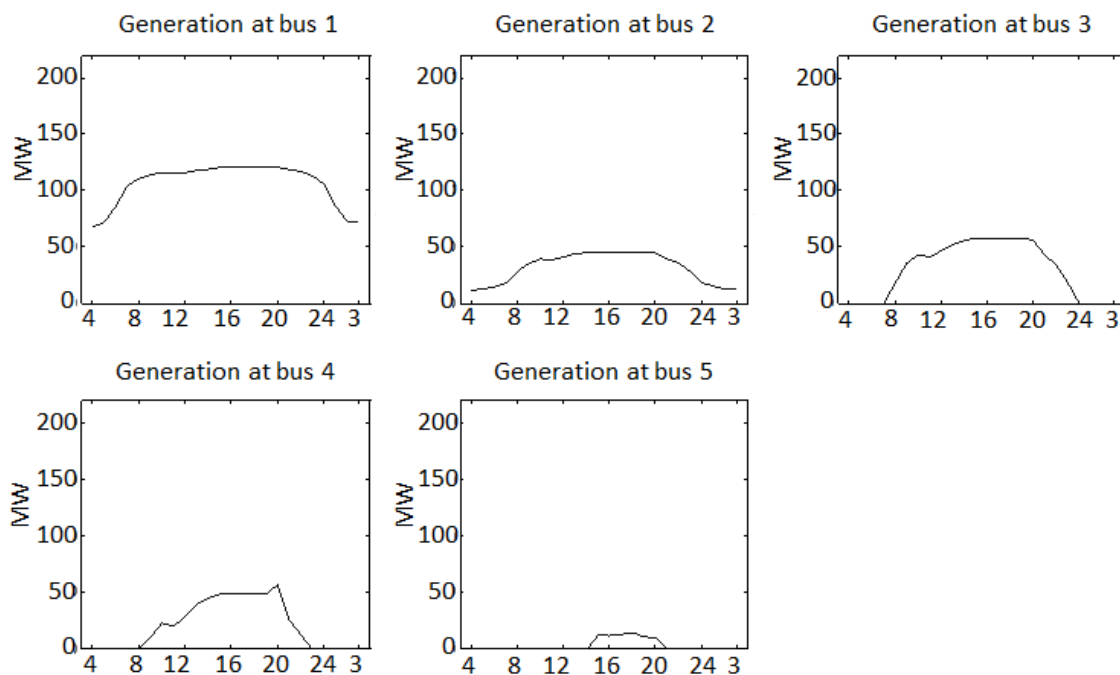 Generation at bus 1
200
150
100
50
0
MW
4 8 12 16 20 24 3
Generation at bus 2
200
150
100
50
0
MW
4 8 12 16 20 24 3
Generation at bus 3
200
150
100
50
0
MW
4 8 12 16 20 24 3
Generation at bus 4
200
150
100
50
0
MW
4 8 12 16 20 24 3
Generation at bus 5
200
150
100
50
0
MW
4 8 12 16 20 24 3